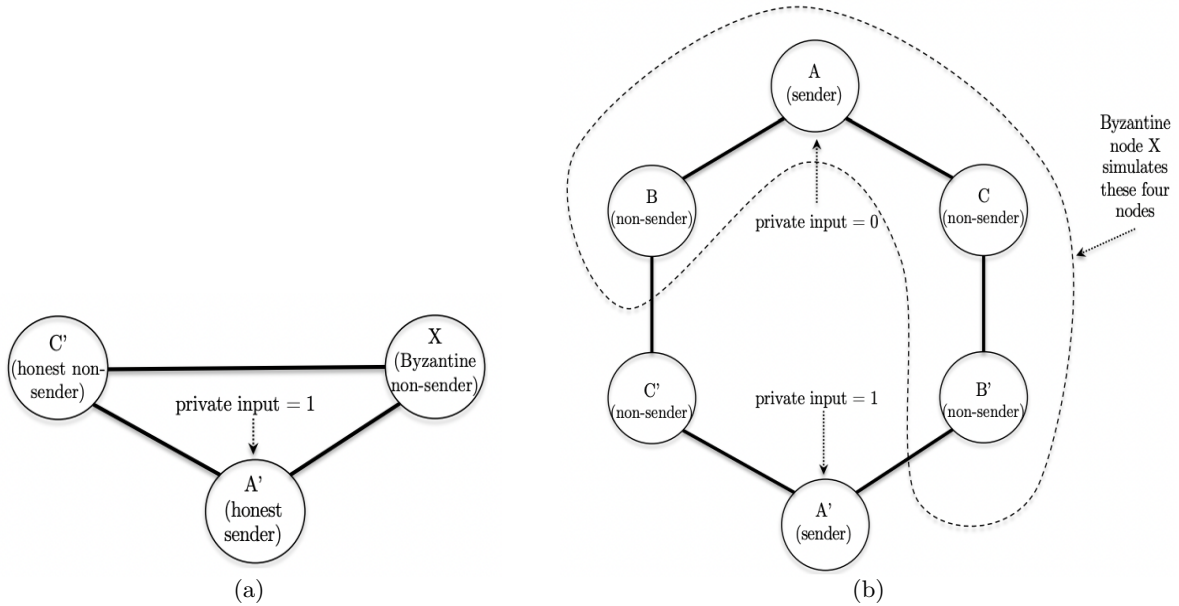 C'
(honest non-
sender)
X
(Byzantine
non-sender)
private input = 1
A'
(honest
sender)
(a)
A
(sender)
B
(non-sender)
C
(non-sender)
private input = 0
Byzantine
node X
simulates
these four
nodes
C'
(non-sender)
private input = 1
B'
(non-sender)
A'
(sender)
(b)